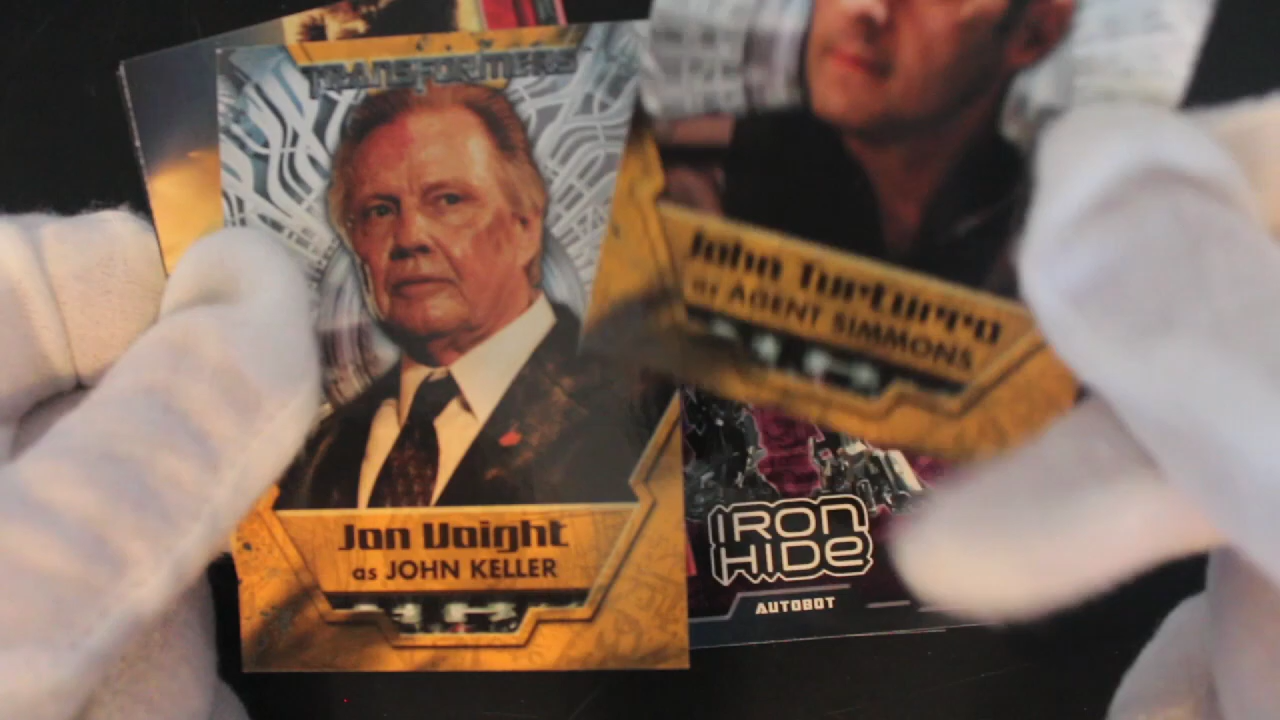 TRANSFORMERS
Jon Voight
as JOHN KELLER
John Turturro
as AGENT SIMMONS
IRON
HIDE
AUTOBOT